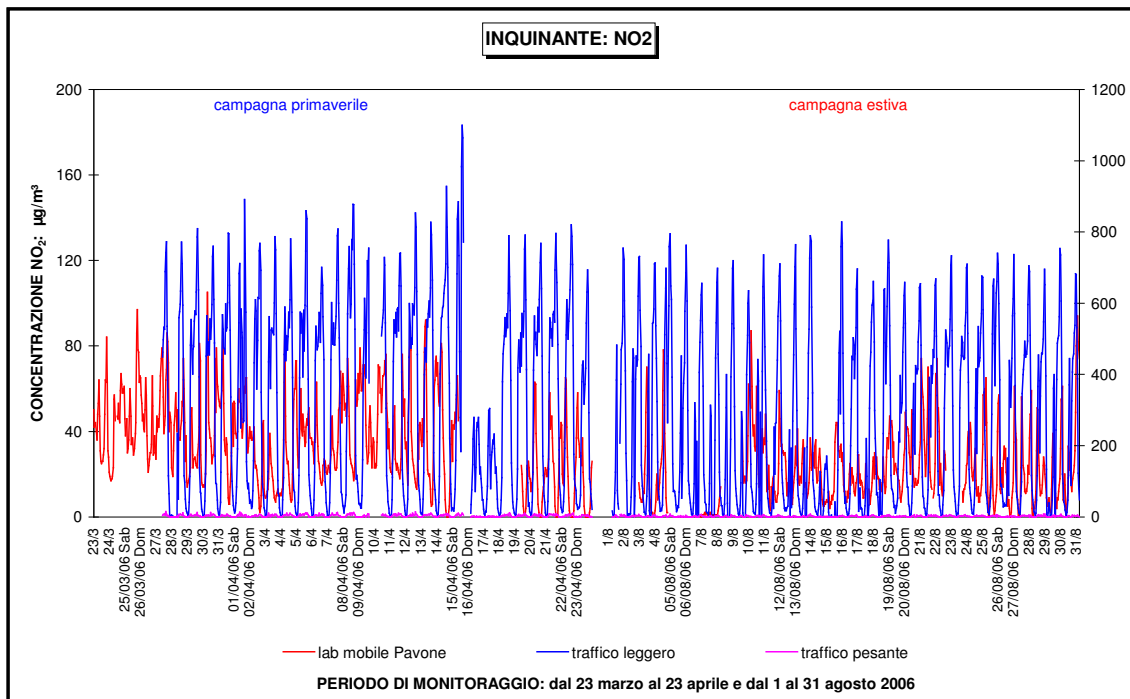 INQUINANTE: NO2
campagna primaverile
campagna estiva
CONCENTRAZIONE NO₂: µg/m³
200
160
120
80
40
0
1200
1000
800
600
400
200
0
23/3
24/3
25/03/06 Sab
26/03/06 Dom
27/3
28/3
29/3
30/3
31/3
01/04/06 Sab
02/04/06 Dom
3/4
4/4
5/4
6/4
7/4
08/04/06 Sab
09/04/06 Dom
10/4
11/4
12/4
13/4
14/4
15/04/06 Sab
16/04/06 Dom
17/4
18/4
19/4
20/4
21/4
22/04/06 Sab
23/04/06 Dom
1/8
2/8
3/8
4/8
05/08/06 Sab
06/08/06 Dom
7/8
8/8
9/8
10/8
11/8
12/08/06 Sab
13/08/06 Dom
14/8
15/8
16/8
17/8
18/8
19/08/06 Sab
20/08/06 Dom
21/8
22/8
23/8
24/8
25/8
26/08/06 Sab
27/08/06 Dom
28/8
29/8
30/8
31/8
lab mobile Pavone
traffico leggero
traffico pesante
PERIODO DI MONITORAGGIO: dal 23 marzo al 23 aprile e dal 1 al 31 agosto 2006